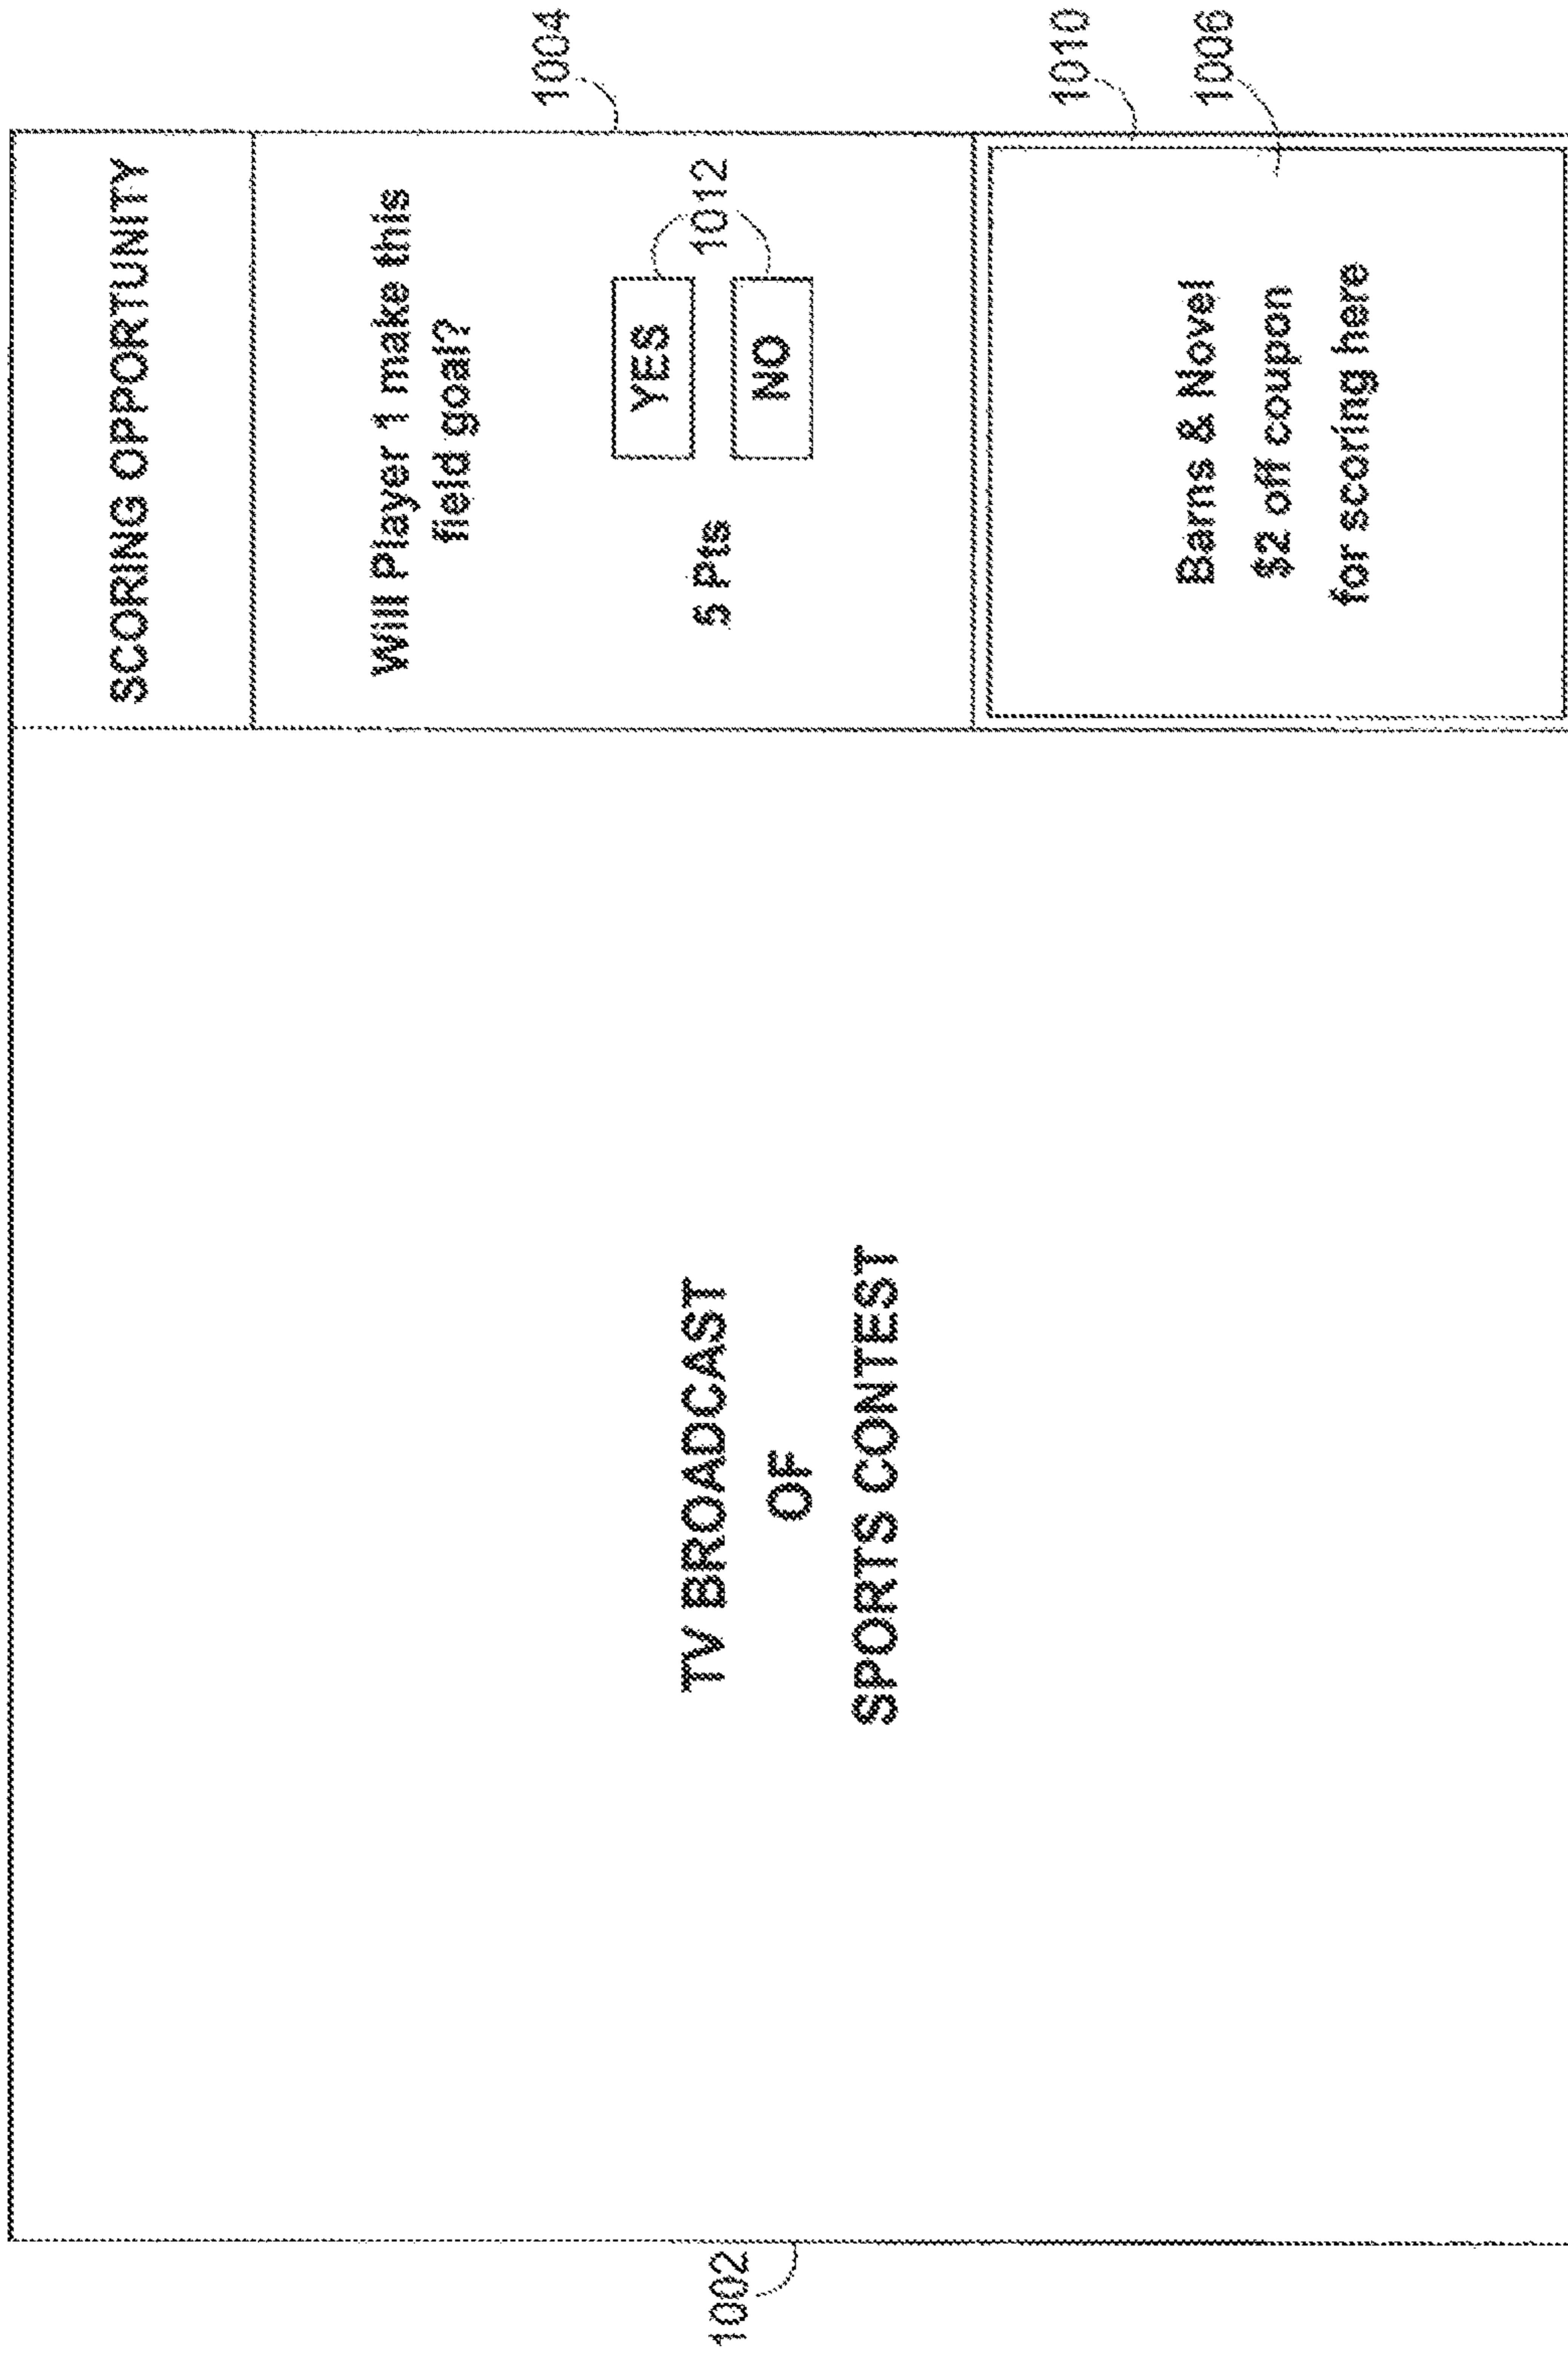 SCORING OPPORTUNITY
Will Player 1 make this
field goal?
5 Pts
YES
NO
1012
1004
TV BROADCAST
OF
SPORTS CONTEST
1002
Barns & Novel
$2 off coupon
for scoring here
1010
1006